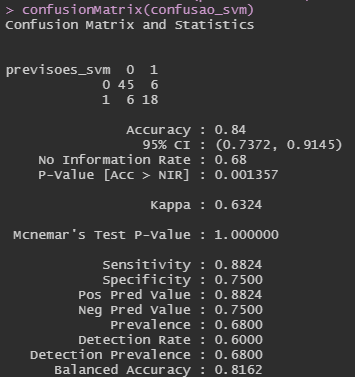 > confusionMatrix(confusao_svm)
Confusion Matrix and Statistics
previsoes_svm 0 1
0 45 6
1 6 18
Accuracy : 0.84
95% CI : (0.7372, 0.9145)
No Information Rate : 0.68
P-Value [Acc > NIR] : 0.001357
Kappa : 0.6324
Mcnemar's Test P-Value : 1.000000
Sensitivity : 0.8824
Specificity : 0.7500
Pos Pred Value : 0.8824
Neg Pred Value : 0.7500
Prevalence : 0.6800
Detection Rate : 0.6000
Detection Prevalence : 0.6800
Balanced Accuracy : 0.8162